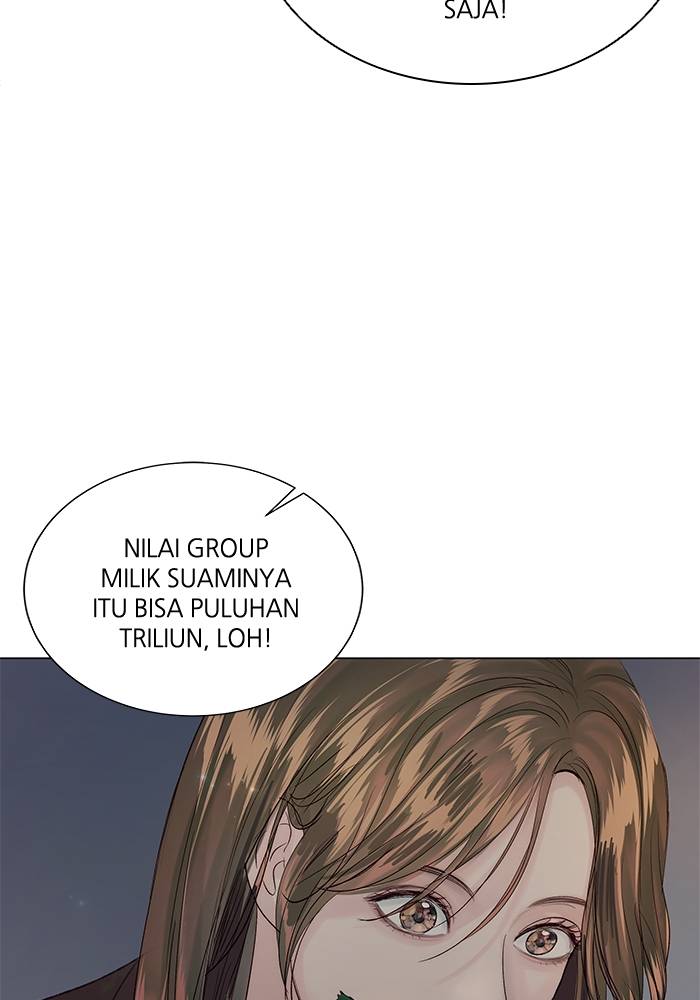 SAJA!
NILAI GROUP
MILIK SUAMINYA
ITU BISA PULUHAN
TRILIUN, LOH!